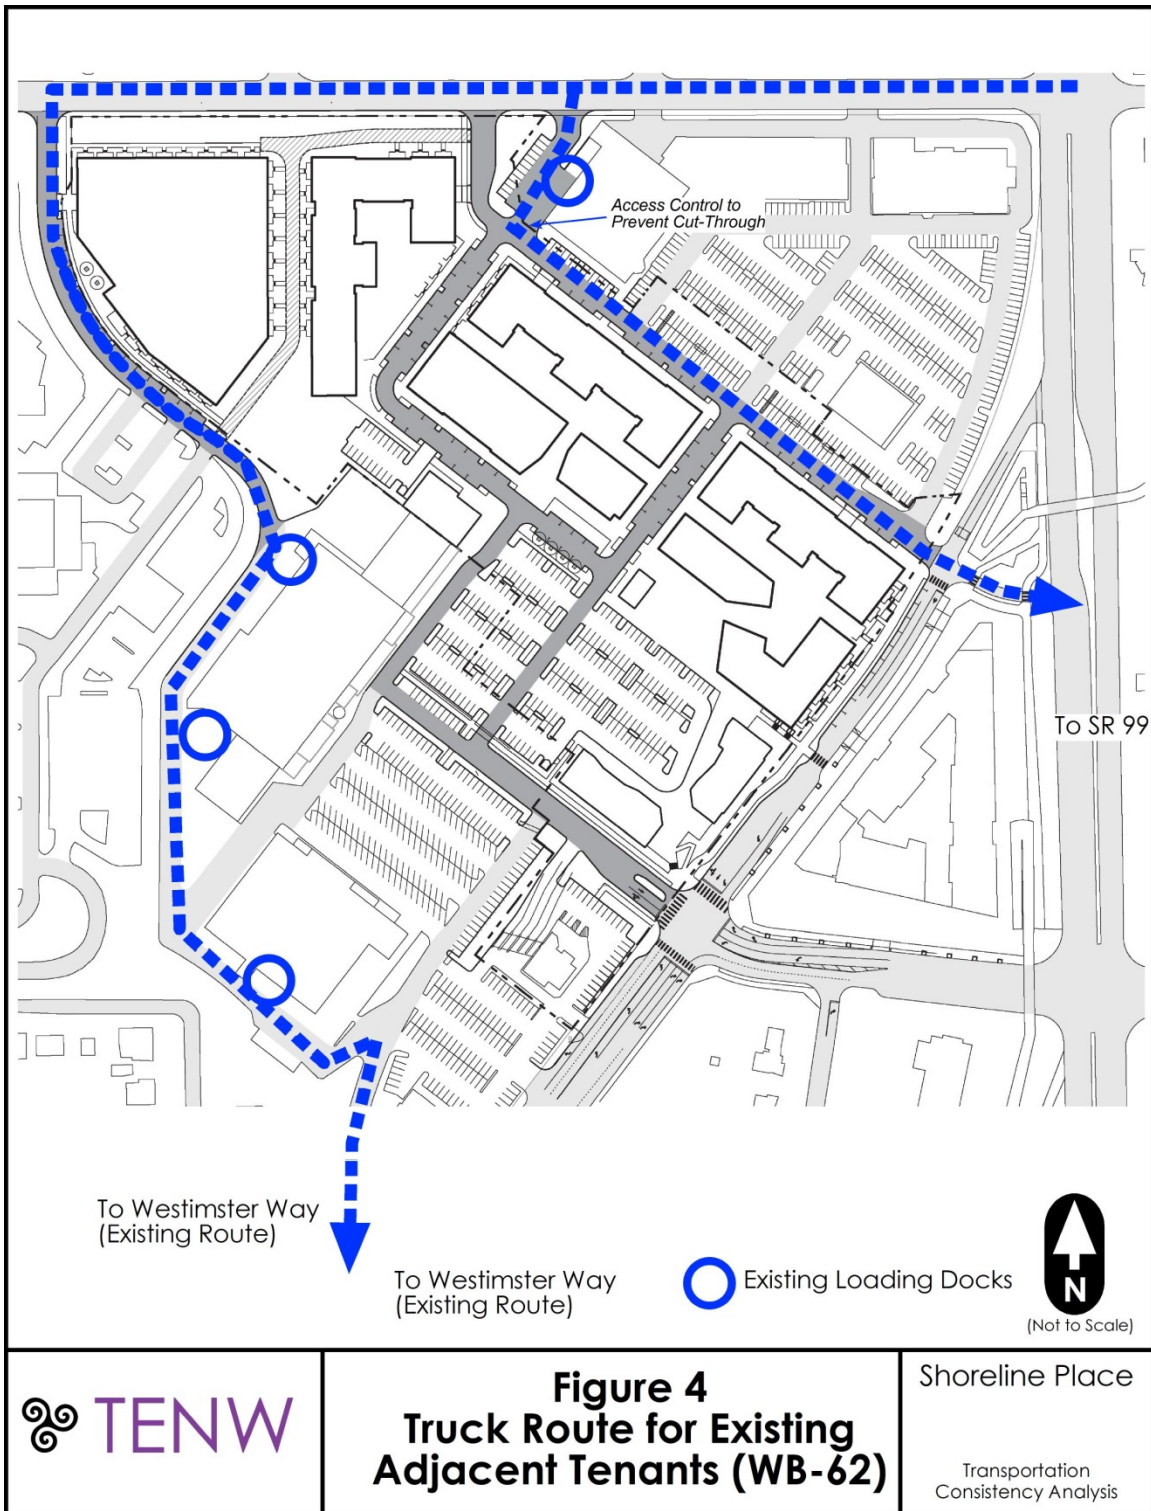 Access Control to
Prevent Cut-Through
To SR 99
To Westimster Way
(Existing Route)
To Westimster Way
(Existing Route)
Existing Loading Docks
N
(Not to Scale)
TENW
Figure 4
Truck Route for Existing
Adjacent Tenants (WB-62)
Shoreline Place
Transportation
Consistency Analysis